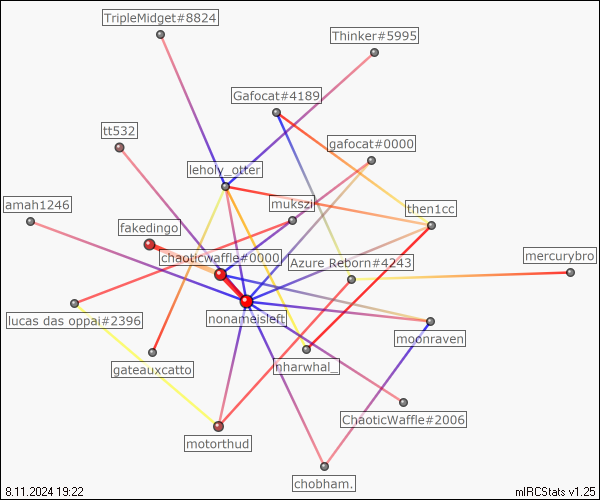 TripleMidget#8824
Thinker#5995
Gafocat#4189
tt532
gafocat#0000
leholy_otter
amah1246
mukszi
then1cc
fakedingo
chaoticwaffle#0000
mercurybro
Azure Reborn#4243
lucas das oppai#2396
nonameisleft
moonraven
gateauxcatto
nharwhal_
ChaoticWaffle#2006
motorthud
chobham.
8.11.2024 19:22
mIRCStats v1.25